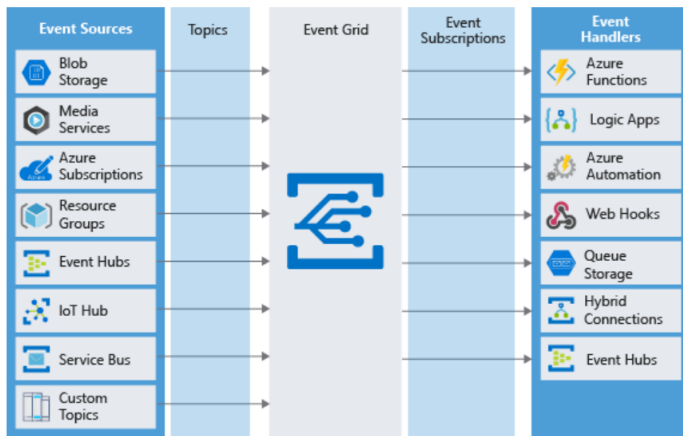 Event Sources
Topics
Event Grid
Event
Subscriptions
Event
Handlers
Blob
Storage
Media
Services
Azure
Subscriptions
Resource
Groups
Event Hubs
IoT Hub
Service Bus
Custom
Topics
Azure
Functions
Logic Apps
Azure
Automation
Web Hooks
Queue
Storage
Hybrid
Connections
Event Hubs